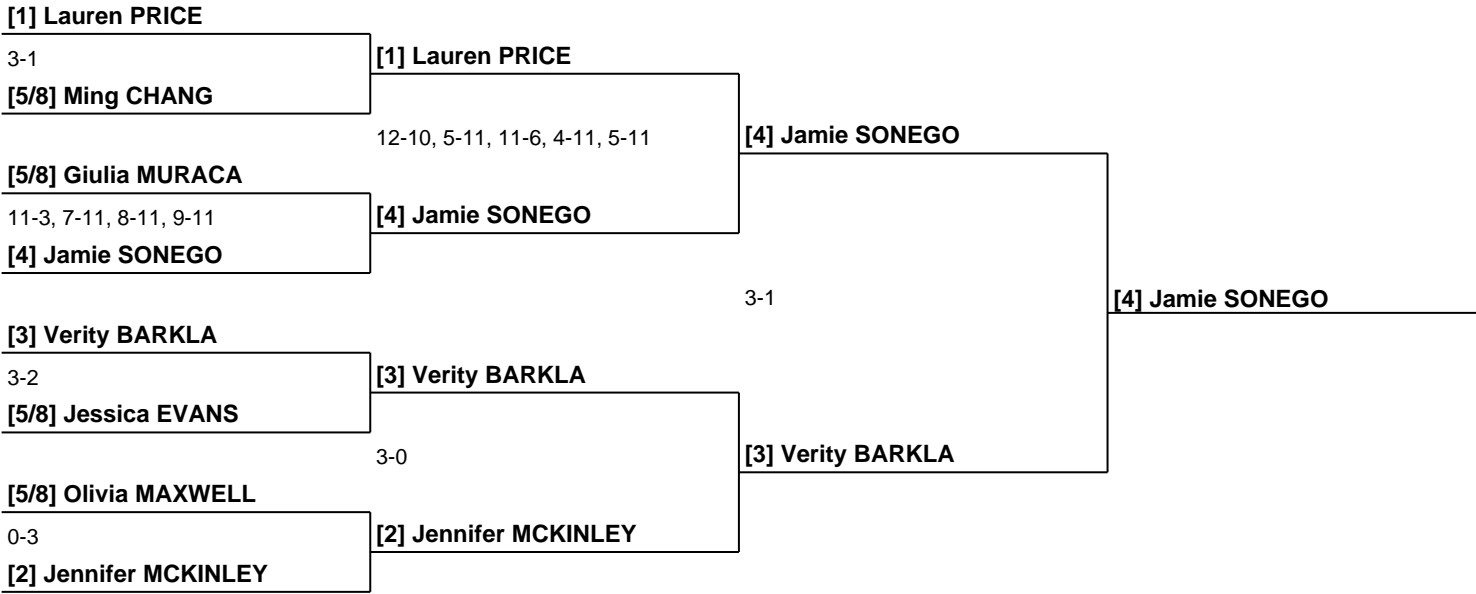 [1] Lauren PRICE
3-1
[5/8] Ming CHANG
[1] Lauren PRICE
12-10, 5-11, 11-6, 4-11, 5-11
[4] Jamie SONEGO
[5/8] Giulia MURACA
11-3, 7-11, 8-11, 9-11
[4] Jamie SONEGO
[4] Jamie SONEGO
3-1
[4] Jamie SONEGO
[3] Verity BARKLA
3-2
[5/8] Jessica EVANS
[3] Verity BARKLA
3-0
[3] Verity BARKLA
[5/8] Olivia MAXWELL
0-3
[2] Jennifer MCKINLEY
[2] Jennifer MCKINLEY